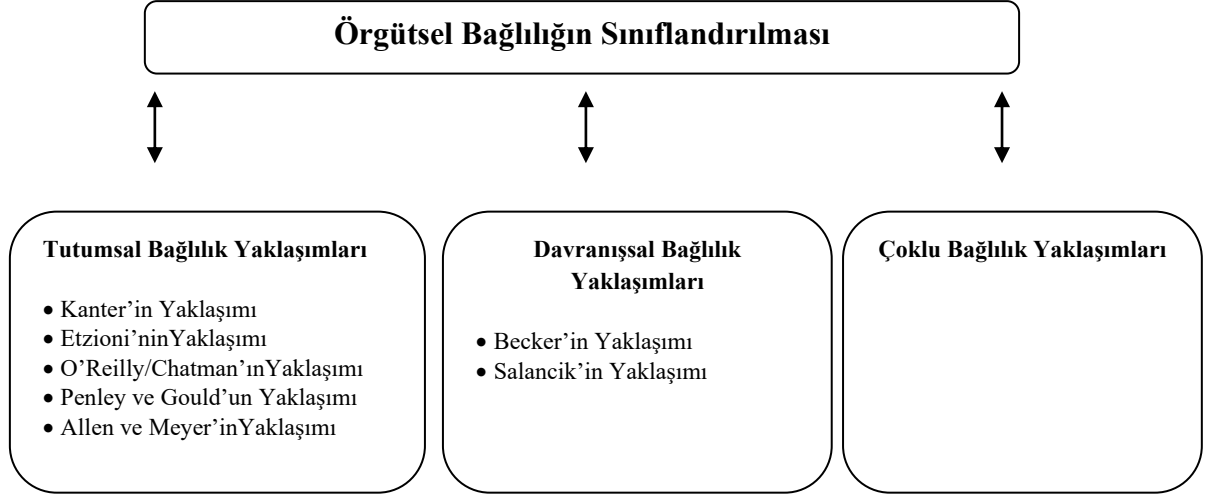 Örgütsel Bağlılığın Sınıflandırılması
Tutumsal Bağlılık Yaklaşımları
• Kanter’in Yaklaşımı
• Etzioni’ninYaklaşımı
• O’Reilly/Chatman’ınYaklaşımı
• Penley ve Gould’un Yaklaşımı
• Allen ve Meyer’inYaklaşımı
Davranışsal Bağlılık
Yaklaşımları
• Becker’in Yaklaşımı
• Salancik’in Yaklaşımı
Çoklu Bağlılık Yaklaşımları